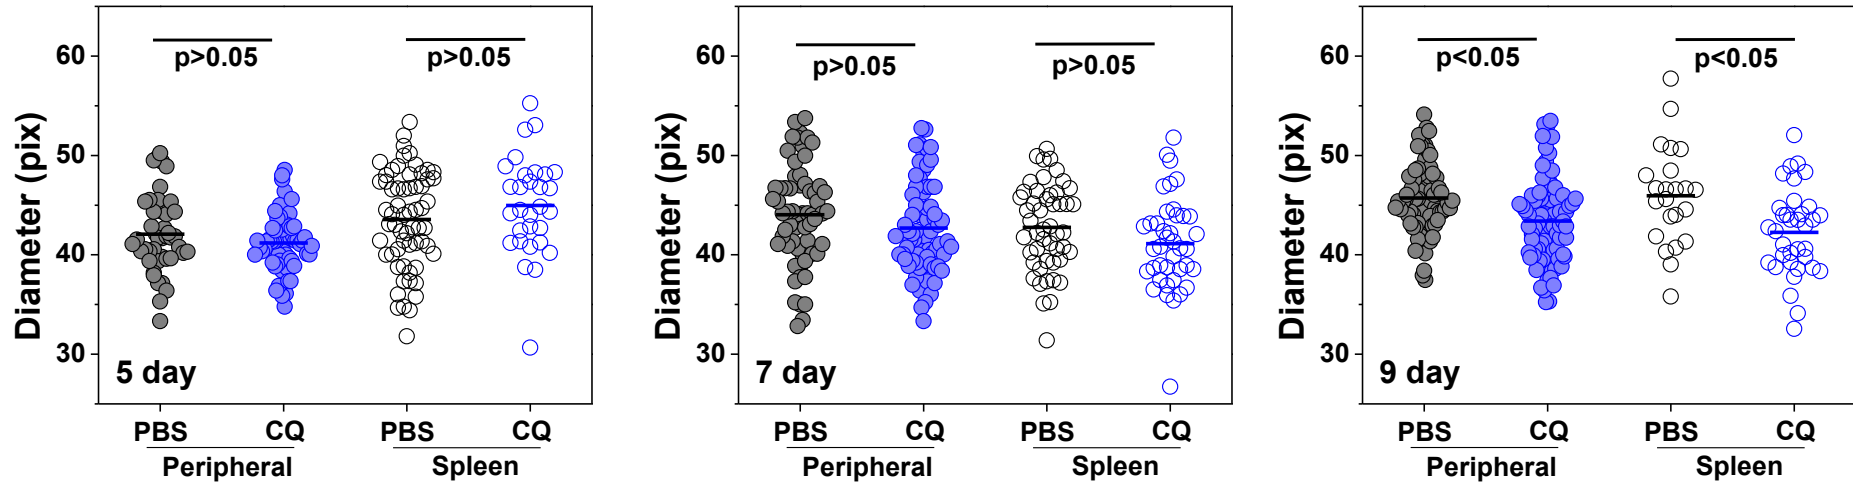 60
50
40
30
Diameter (pix)
p>0.05
p>0.05
5 day
PBS CQ PBS CQ
Peripheral Spleen
60
50
40
30
Diameter (pix)
p>0.05
p>0.05
7 day
PBS CQ PBS CQ
Peripheral Spleen
60
50
40
30
Diameter (pix)
p<0.05
p<0.05
9 day
PBS CQ PBS CQ
Peripheral Spleen